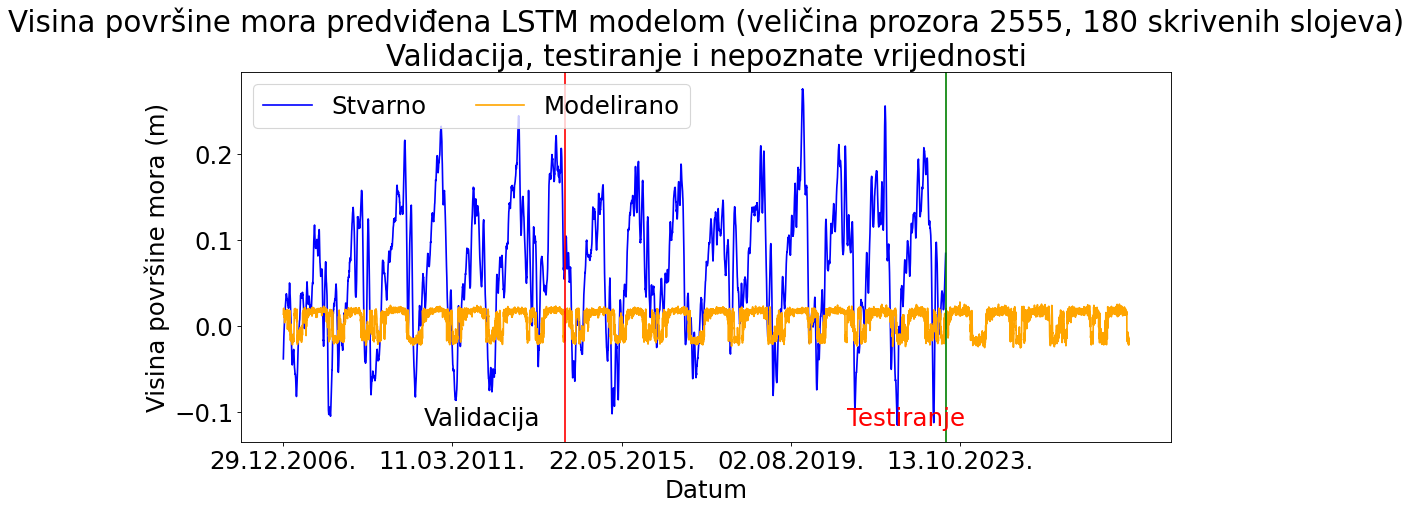 Visina površine mora predviđena LSTM modelom (veličina prozora 2555, 180 skrivenih slojeva)
Validacija, testiranje i nepoznate vrijednosti
Stvarno
Modelirano
Visina površine mora (m)
0.2
0.1
0.0
−0.1
Validacija
Testiranje
29.12.2006.
11.03.2011.
22.05.2015.
02.08.2019.
13.10.2023.
Datum